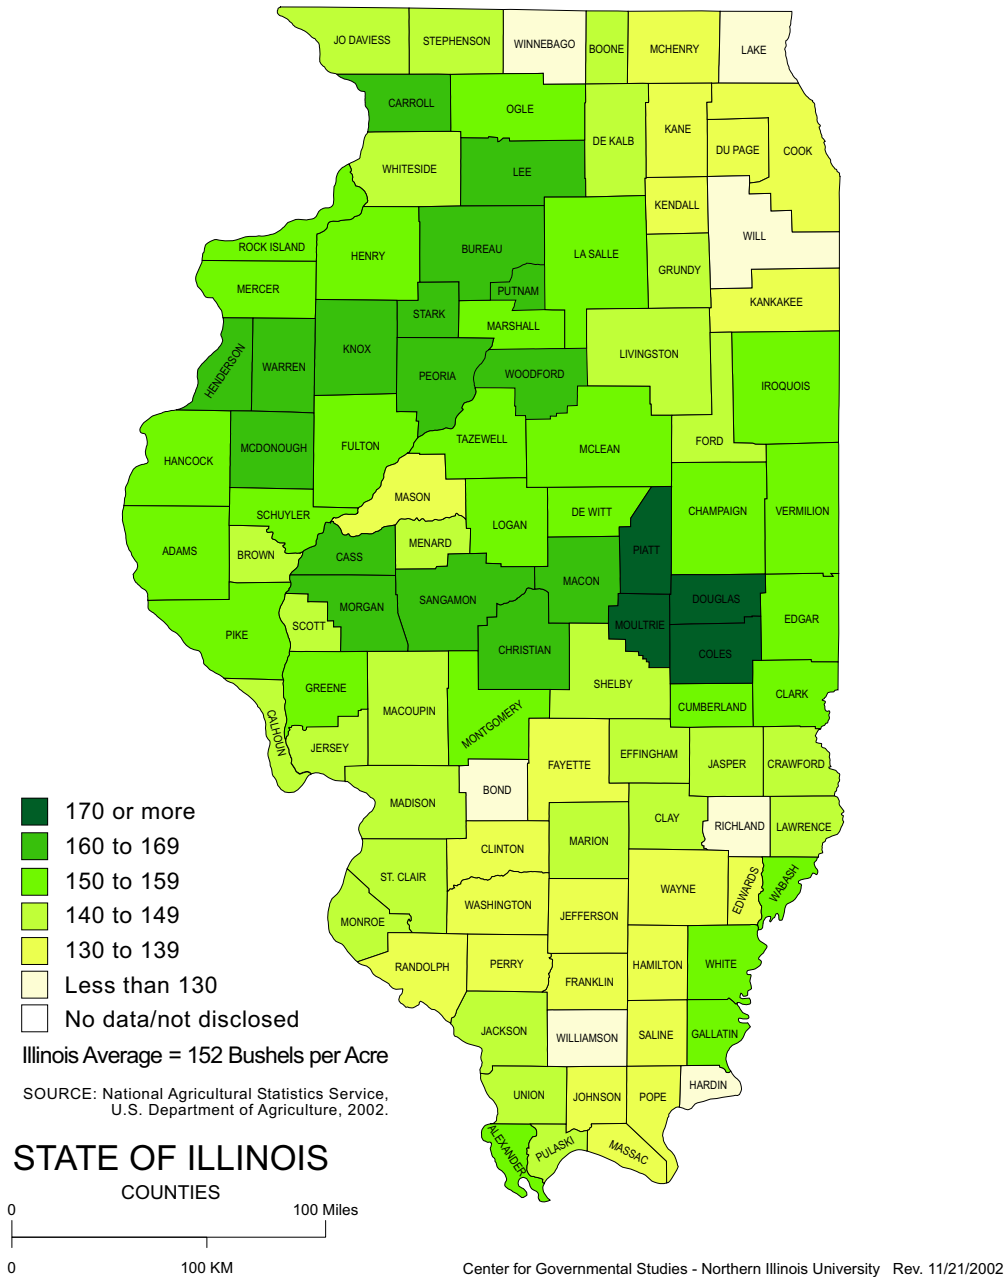 JO DAVIESS
STEPHENSON
WINNEBAGO
BOONE
MCHENRY
LAKE
CARROLL
OGLE
DE KALB
KANE
DU PAGE
COOK
WHITESIDE
LEE
KENDALL
WILL
ROCK ISLAND
HENRY
BUREAU
LA SALLE
GRUNDY
MERCER
PUTNAM
KANKAKEE
STARK
MARSHALL
HENDERSON
WARREN
KNOX
PEORIA
WOODFORD
LIVINGSTON
IROQUOIS
HANCOCK
MCDONOUGH
FULTON
TAZEWELL
MCLEAN
FORD
MASON
SCHUYLER
LOGAN
DE WITT
CHAMPAIGN
VERMILION
ADAMS
BROWN
CASS
MENARD
PIATT
MACON
PIKE
SCOTT
MORGAN
SANGAMON
MOULTRIE
DOUGLAS
EDGAR
CHRISTIAN
COLES
GREENE
MACOUPIN
MONTGOMERY
SHELBY
CUMBERLAND
CLARK
CALHOUN
JERSEY
FAYETTE
EFFINGHAM
JASPER
CRAWFORD
MADISON
BOND
CLAY
RICHLAND
LAWRENCE
CLINTON
MARION
ST. CLAIR
WAYNE
EDWARDS
WABASH
MONROE
WASHINGTON
JEFFERSON
RANDOLPH
PERRY
FRANKLIN
HAMILTON
WHITE
JACKSON
WILLIAMSON
SALINE
GALLATIN
UNION
JOHNSON
POPE
HARDIN
ALEXANDER
PULASKI
MASSAC
170 or more
160 to 169
150 to 159
140 to 149
130 to 139
Less than 130
No data/not disclosed
Illinois Average = 152 Bushels per Acre
SOURCE: National Agricultural Statistics Service,
U.S. Department of Agriculture, 2002.
STATE OF ILLINOIS
COUNTIES
0 100 Miles
0 100 KM
Center for Governmental Studies - Northern Illinois University Rev. 11/21/2002